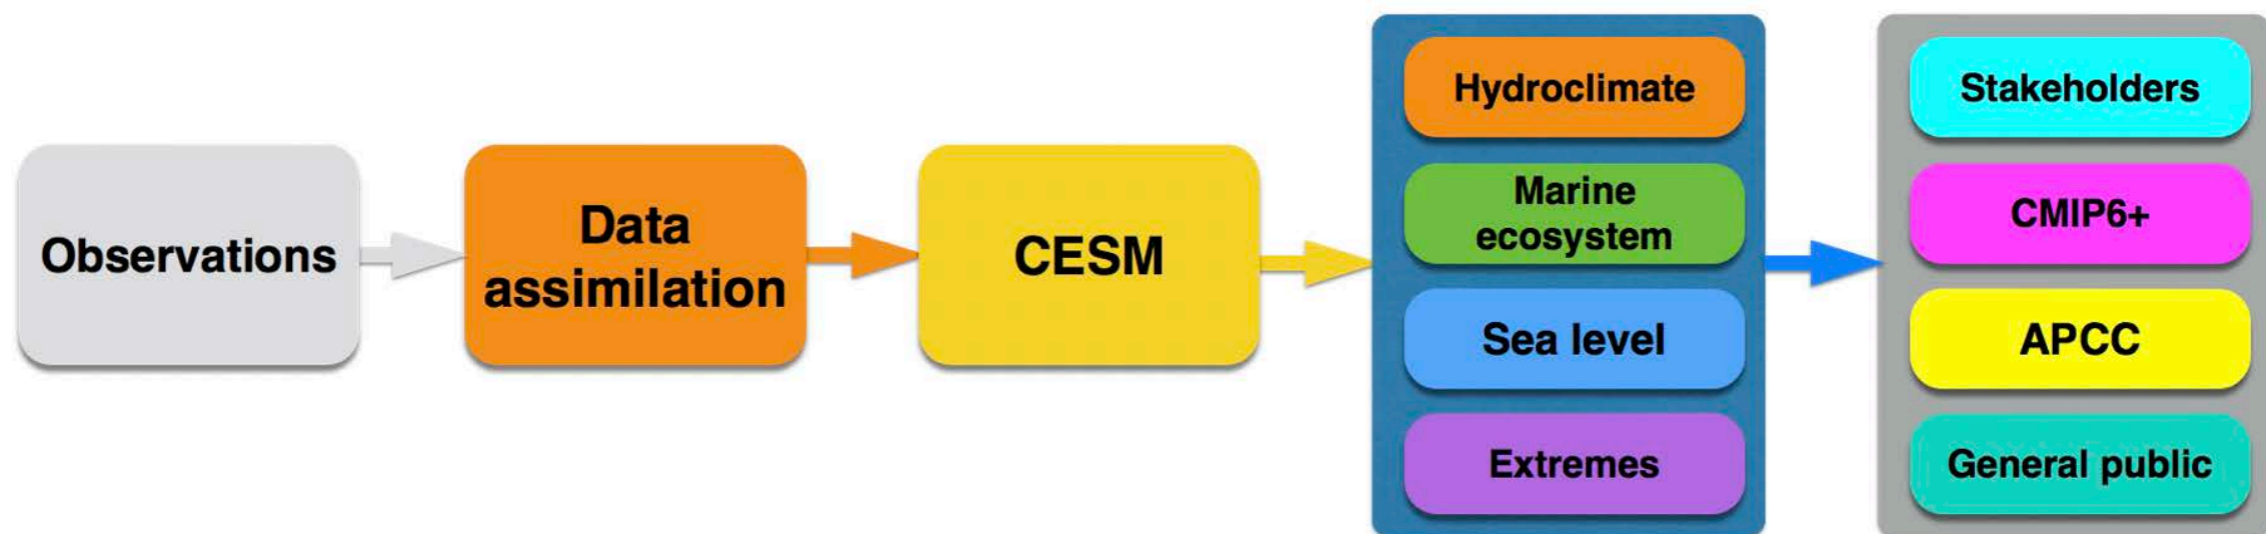 Observations
Data
assimilation
CESM
Hydroclimate
Marine
ecosystem
Sea level
Extremes
Stakeholders
CMIP6+
APCC
General public